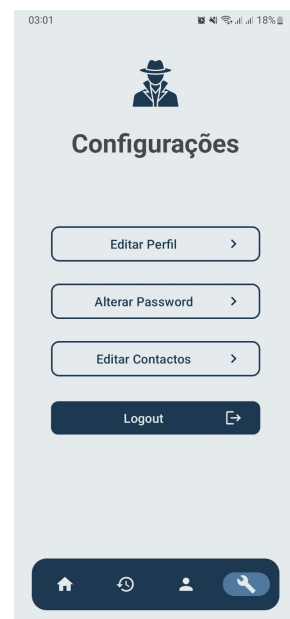 03:01
18%
Configurações
Editar Perfil
Alterar Password
Editar Contactos
Logout